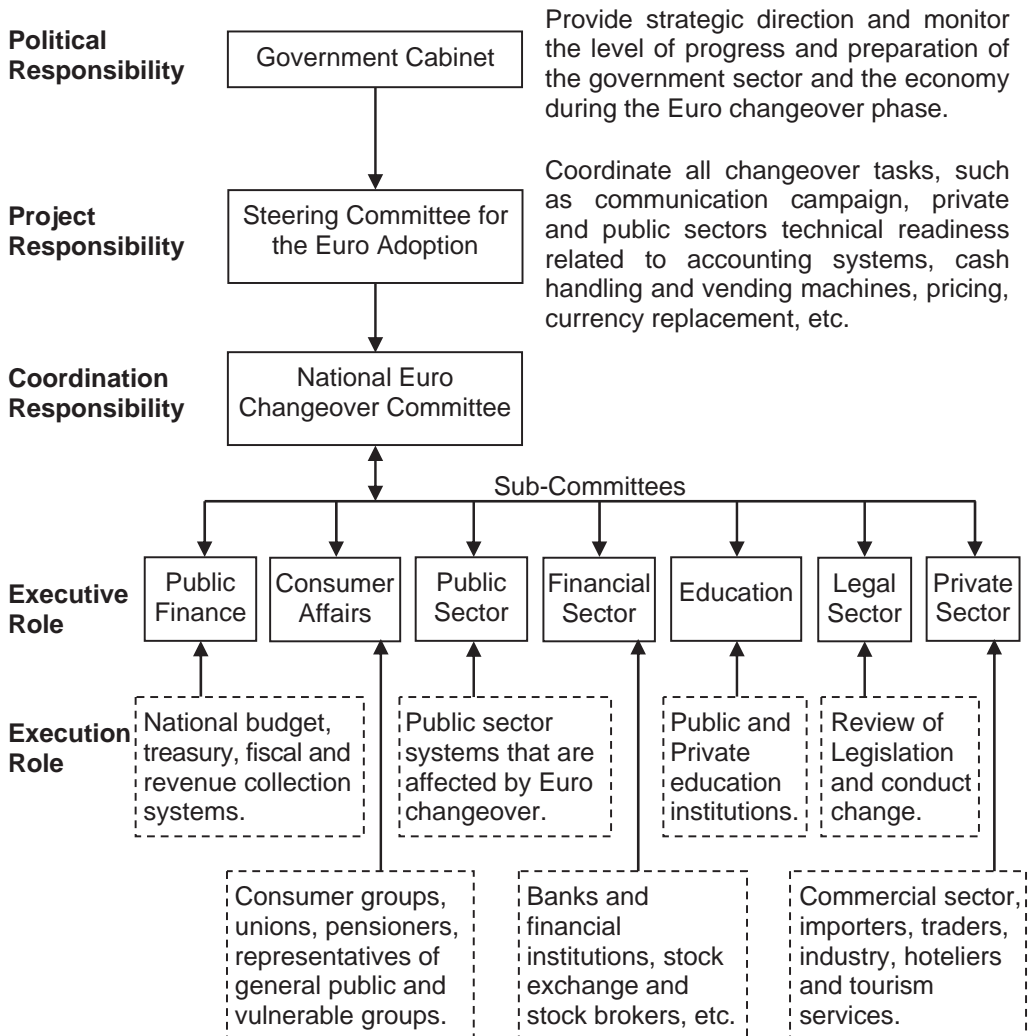 Political
Responsibility
Government Cabinet
Provide strategic direction and monitor
the level of progress and preparation of
the government sector and the economy
during the Euro changeover phase.
Project
Responsibility
Steering Committee for
the Euro Adoption
Coordinate all changeover tasks, such
as communication campaign, private
and public sectors technical readiness
related to accounting systems, cash
handling and vending machines, pricing,
currency replacement, etc.
Coordination
Responsibility
National Euro
Changeover Committee
Sub-Committees
Executive
Role
Public
Finance
Consumer
Affairs
Public
Sector
Financial
Sector
Education
Legal
Sector
Private
Sector
Execution
Role
National budget,
treasury, fiscal and
revenue collection
systems.
Public sector
systems that are
affected by Euro
changeover.
Public and
Private
education
institutions.
Review of
Legislation
and conduct
change.
Consumer groups,
unions, pensioners,
representatives of
general public and
vulnerable groups.
Banks and
financial
institutions, stock
exchange and
stock brokers, etc.
Commercial sector,
importers, traders,
industry, hoteliers
and tourism
services.